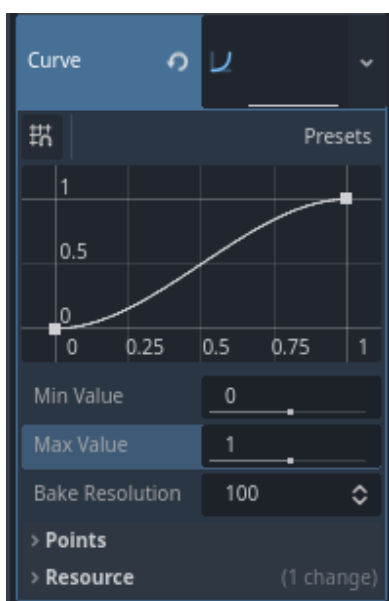 Curve
Presets
1
0.5
0
0 0.25 0.5 0.75 1
Min Value 0
Max Value 1
Bake Resolution 100
> Points
> Resource (1 change)